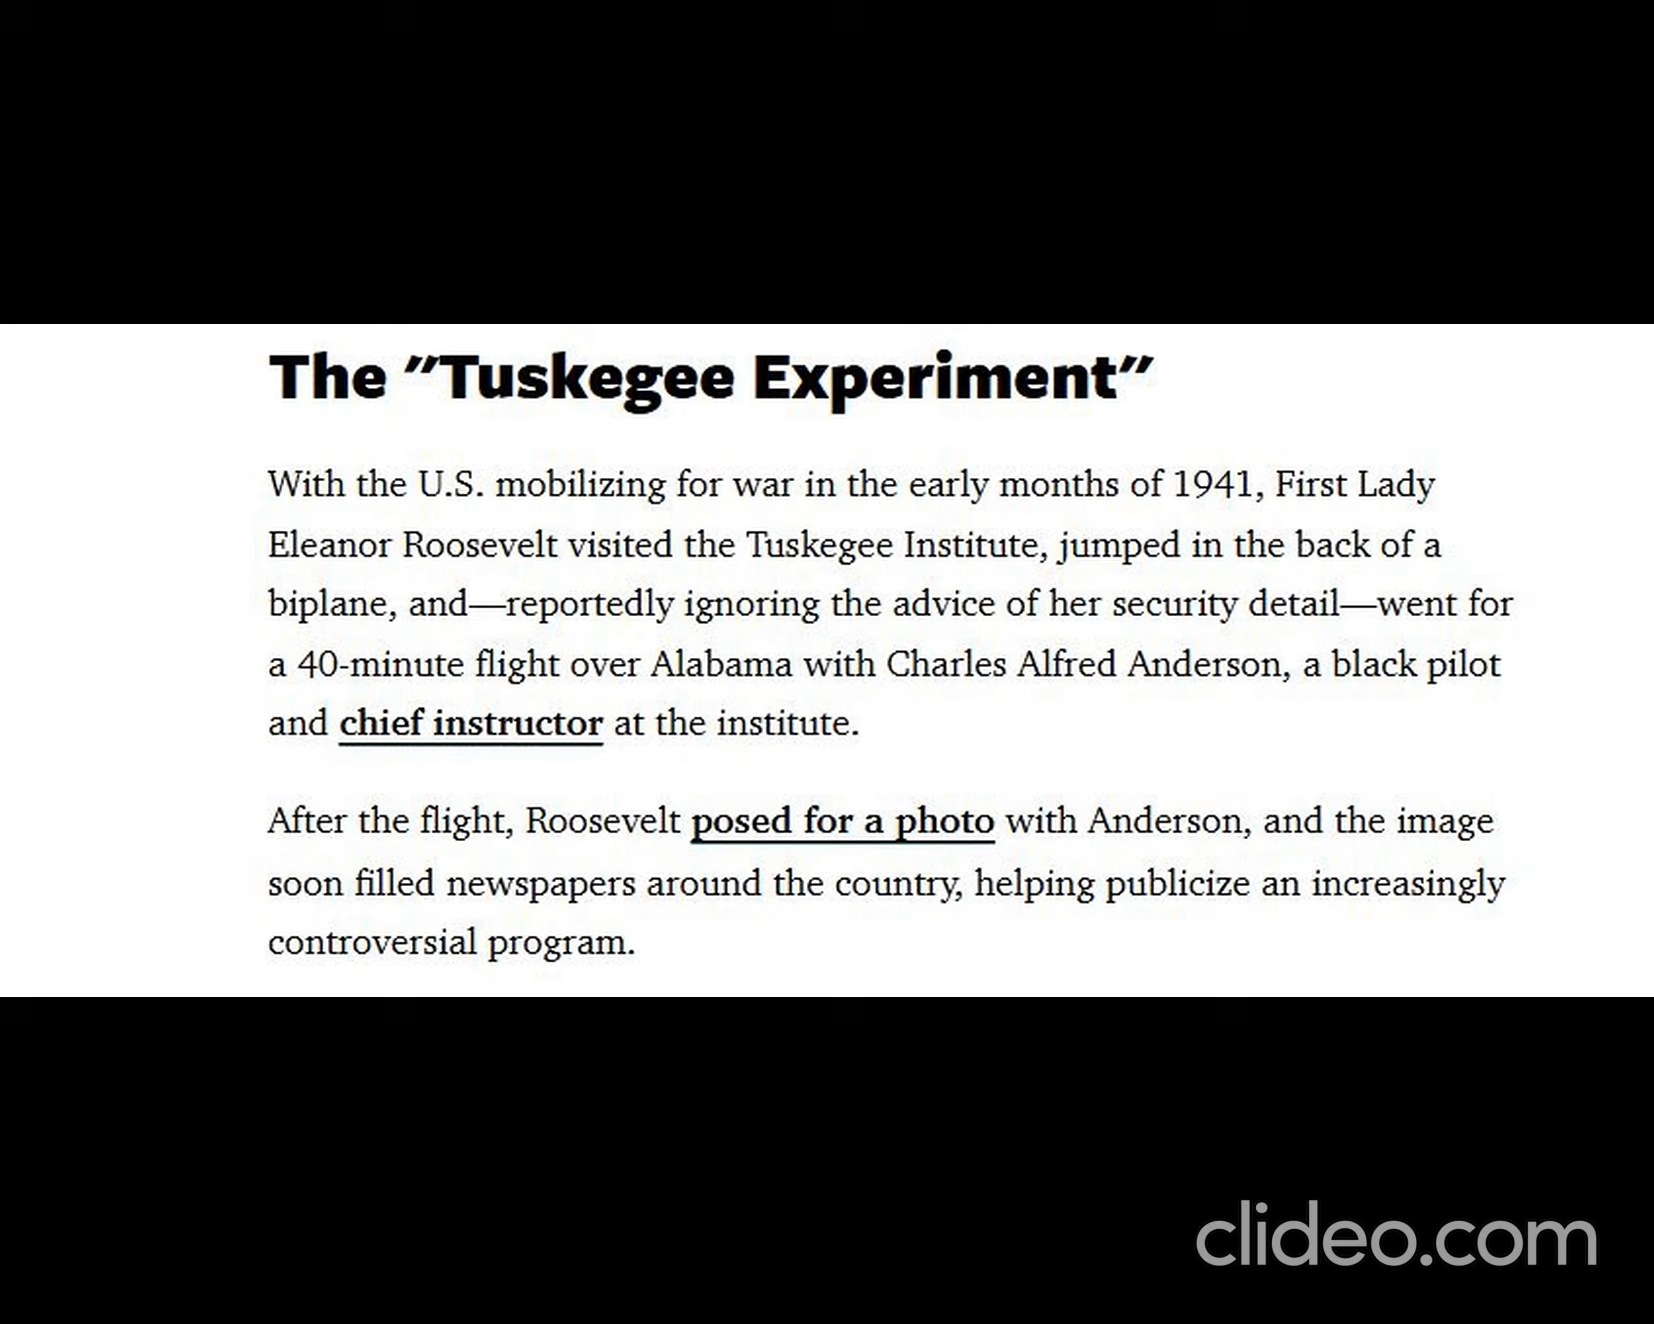 The "Tuskegee Experiment"
With the U.S. mobilizing for war in the early months of 1941, First Lady
Eleanor Roosevelt visited the Tuskegee Institute, jumped in the back of a
biplane, and—reportedly ignoring the advice of her security detail—went for
a 40-minute flight over Alabama with Charles Alfred Anderson, a black pilot
and chief instructor at the institute.
After the flight, Roosevelt posed for a photo with Anderson, and the image
soon filled newspapers around the country, helping publicize an increasingly
controversial program.
clideo.com